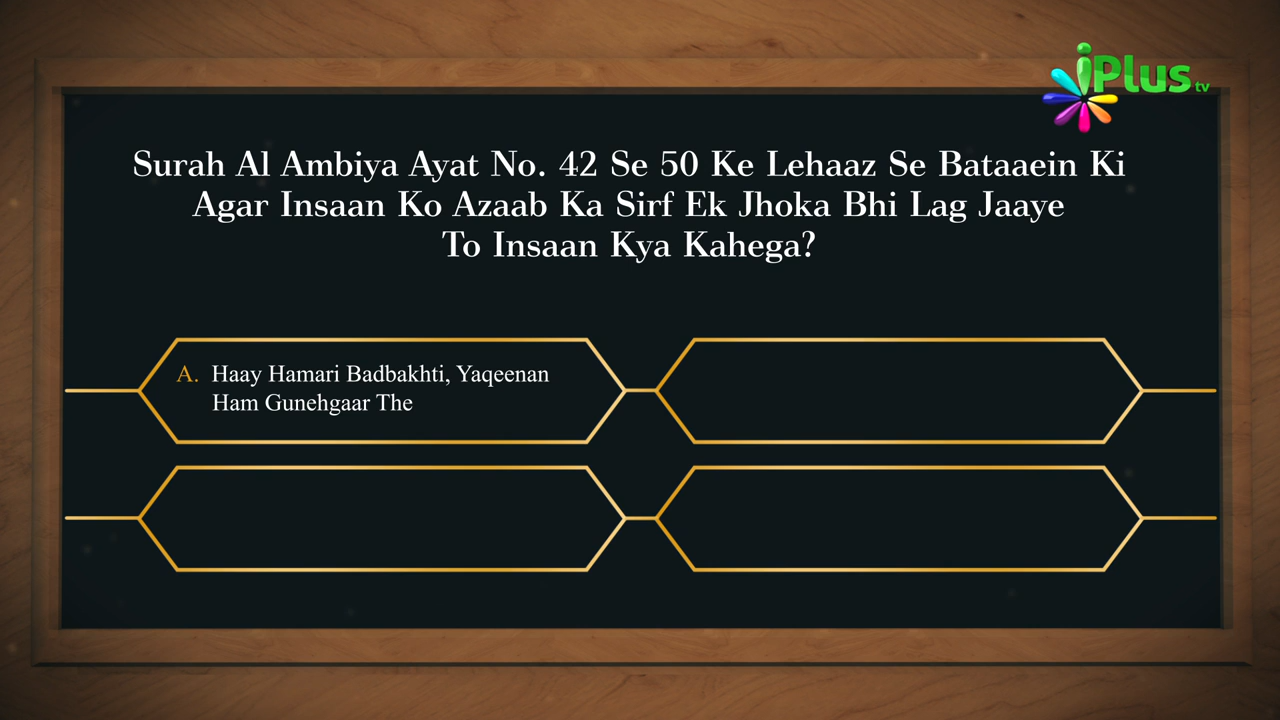 iPlus tv
Surah Al Ambiya Ayat No. 42 Se 50 Ke Lehaaz Se Bataaein Ki
Agar Insaan Ko Azaab Ka Sirf Ek Jhoka Bhi Lag Jaaye
To Insaan Kya Kahega?
A. Haay Hamari Badbakhti, Yaqeenan
Ham Gunehgaar The